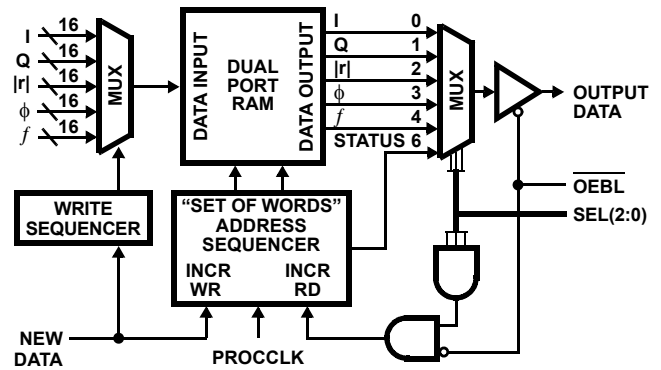 I 16
Q 16
|r| 16
ϕ 16
f 16
MUX
DATA INPUT
DUAL
PORT
RAM
DATA OUTPUT
I 0
Q 1
|r| 2
ϕ 3
f 4
STATUS 6
MUX
OUTPUT
DATA
OEBL
SEL(2:0)
WRITE
SEQUENCER
“SET OF WORDS”
ADDRESS
SEQUENCER
INCR
WR
INCR
RD
NEW
DATA
PROCCLK